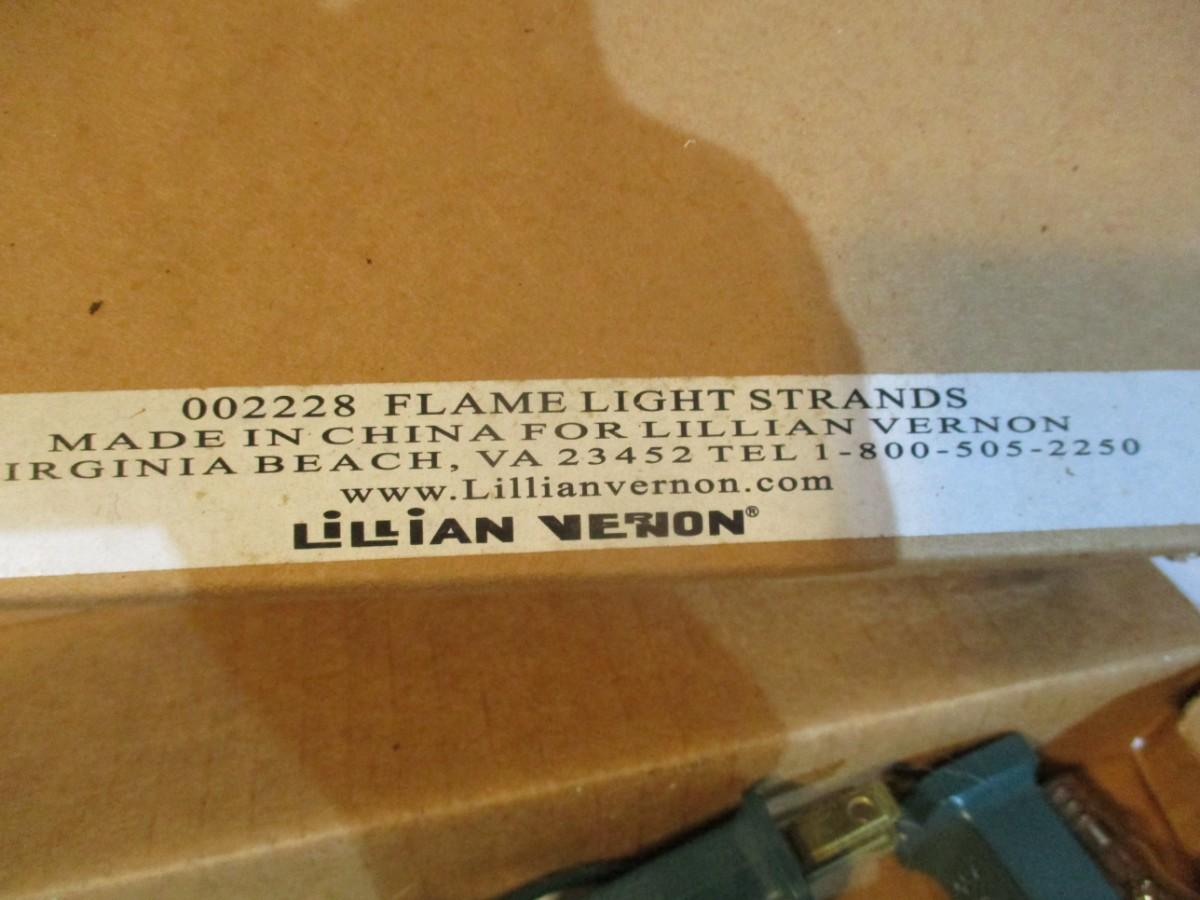 002228 FLAME LIGHT STRANDS
MADE IN CHINA FOR LILLIAN VERNON
IRGINIA BEACH, VA 23452 TEL 1-800-505-2250
www.Lillianvernon.com
LiLLiAN VERNON®